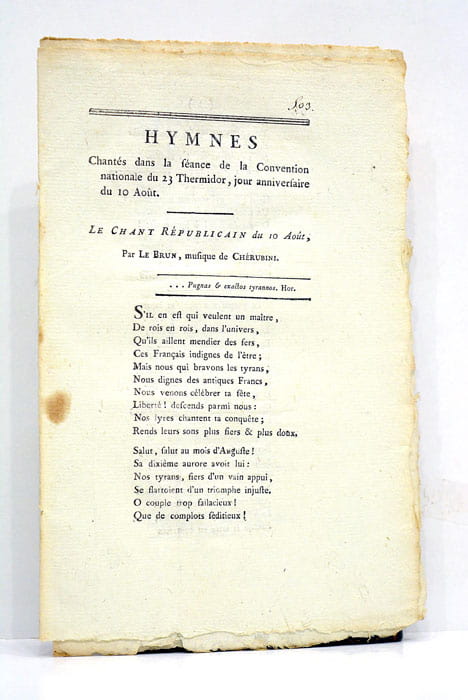 503.
HYMNES
Chantés dans la ſéance de la Convention
nationale du 23 Thermidor, jour anniverſaire
du 10 Août.
LE CHANT RÉPUBLICAIN du 10 Août,
Par LE BRUN, muſique de CHÉRUBINI.
... Pugnas & exactos tyrannos. Hor.
S'IL en eſt qui veulent un maître,
De rois en rois, dans l'univers,
Qu'ils aillent mendier des fers,
Ces Français indignes de l'être;
Mais nous qui bravons les tyrans,
Nous dignes des antiques Francs,
Nous venons célébrer ta fête,
Liberté! deſcends parmi nous:
Nos lyres chantent ta conquête;
Rends leurs sons plus fiers & plus doux.
Salut, ſalut au mois d'Auguſte!
Sa dixième aurore avoit lui:
Nos tyrans, fiers d'un vain appui,
Se flattoient d'un triomphe injuſte.
O couple trop fallacieux!
Que de complots ſéditieux!